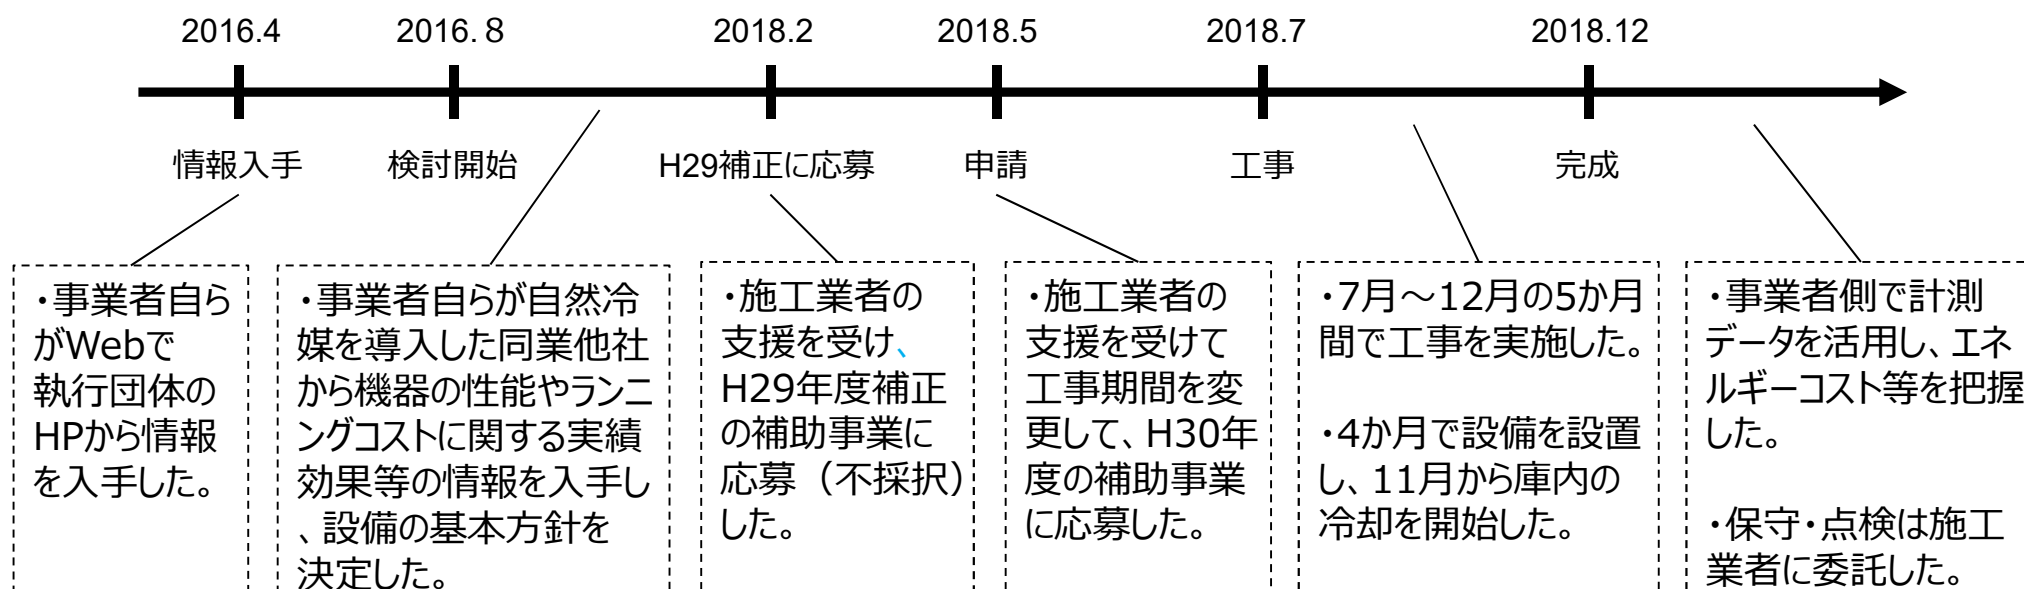 2016.4
2016.８
2018.2
2018.5
2018.7
2018.12
情報入手
検討開始
H29補正に応募
申請
工事
完成
・事業者自ら
がWebで
執行団体の
HPから情報
を入手した。
・事業者自らが自然冷
媒を導入した同業他社
から機器の性能やランニ
ングコストに関する実績
効果等の情報を入手し
、設備の基本方針を
決定した。
・施工業者の
支援を受け、
H29年度補正
の補助事業に
応募（不採択）
した。
・施工業者の
支援を受けて
工事期間を変
更して、H30年
度の補助事業
に応募した。
・7月～12月の5か月
間で工事を実施した。
・4か月で設備を設置
し、11月から庫内の
冷却を開始した。
・事業者側で計測
データを活用し、エネ
ルギーコスト等を把握
した。
・保守・点検は施工
業者に委託した。